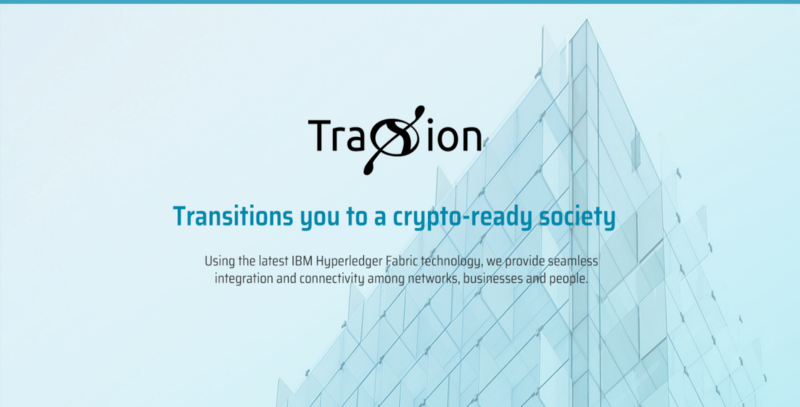 TraXion
Transitions you to a crypto-ready society
Using the latest IBM Hyperledger Fabric technology, we provide seamless
integration and connectivity among networks, businesses and people.